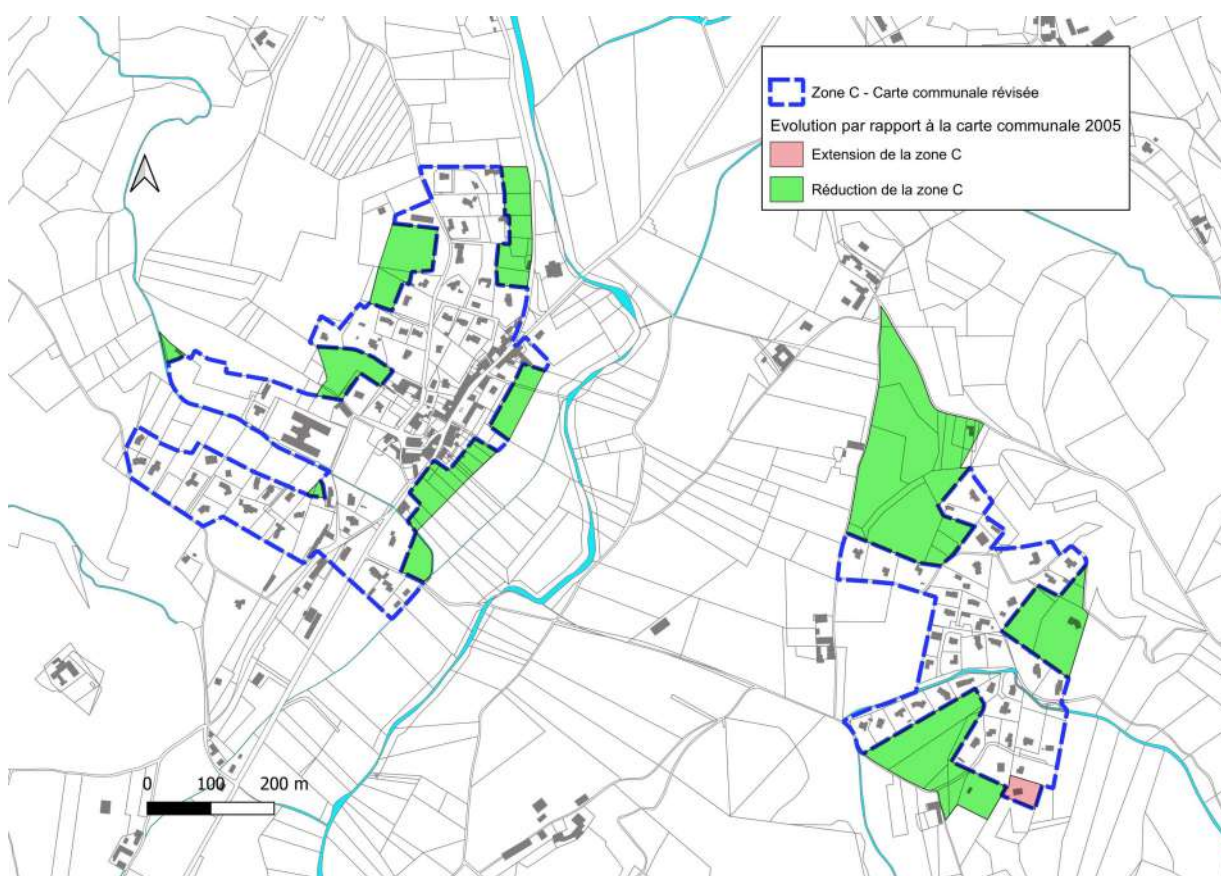 Zone C - Carte communale révisée
Evolution par rapport à la carte communale 2005
Extension de la zone C
Réduction de la zone C
0 100 200 m